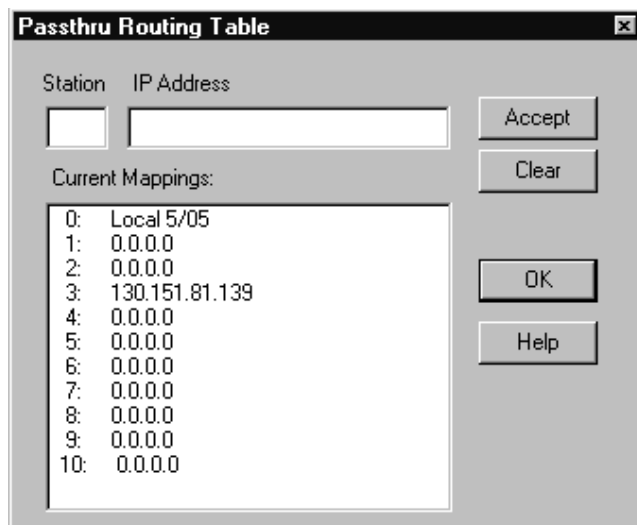 Passthru Routing Table
Station IP Address
Accept
Clear
Current Mappings:
0: Local 5/05
1: 0.0.0.0
2: 0.0.0.0
3: 130.151.81.139
4: 0.0.0.0
5: 0.0.0.0
6: 0.0.0.0
7: 0.0.0.0
8: 0.0.0.0
9: 0.0.0.0
10: 0.0.0.0
OK
Help